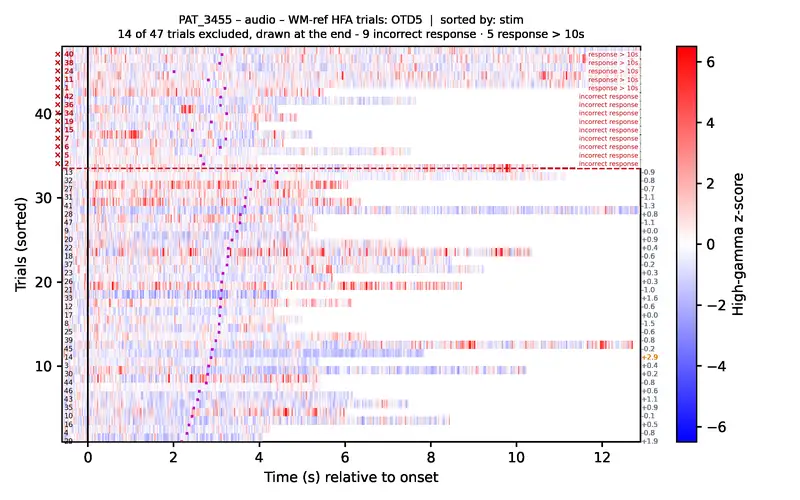 PAT_3455 – audio – WM-ref HFA trials: OTD5 | sorted by: stim
14 of 47 trials excluded, drawn at the end - 9 incorrect response · 5 response > 10s
× 40 response > 10s
× 38 response > 10s
× 24 response > 10s
× 11 response > 10s
× 1 response > 10s
× 42 incorrect response
× 36 incorrect response
× 34 incorrect response
× 19 incorrect response
× 15 incorrect response
× 7 incorrect response
× 6 incorrect response
× 5 incorrect response
× 2 incorrect response
13 -0.9
32 -0.8
27 -0.7
31 -1.1
41 -1.3
28 +0.8
47 -1.1
9 +0.0
20 +0.9
22 +0.4
18 -0.6
37 +0.2
23 +0.3
26 +0.3
21 -1.0
33 +1.6
12 -0.6
17 +0.0
8 -1.5
25 -0.6
39 -0.8
45 -0.2
14 +2.9
3 +0.4
30 +0.2
44 -0.8
46 +0.6
43 +1.1
35 +0.9
10 -0.1
16 +0.5
4 -0.8
29 +1.9
40
30
20
10
Trials (sorted)
0 2 4 6 8 10 12
Time (s) relative to onset
6
4
2
0
−2
−4
−6
High-gamma z-score